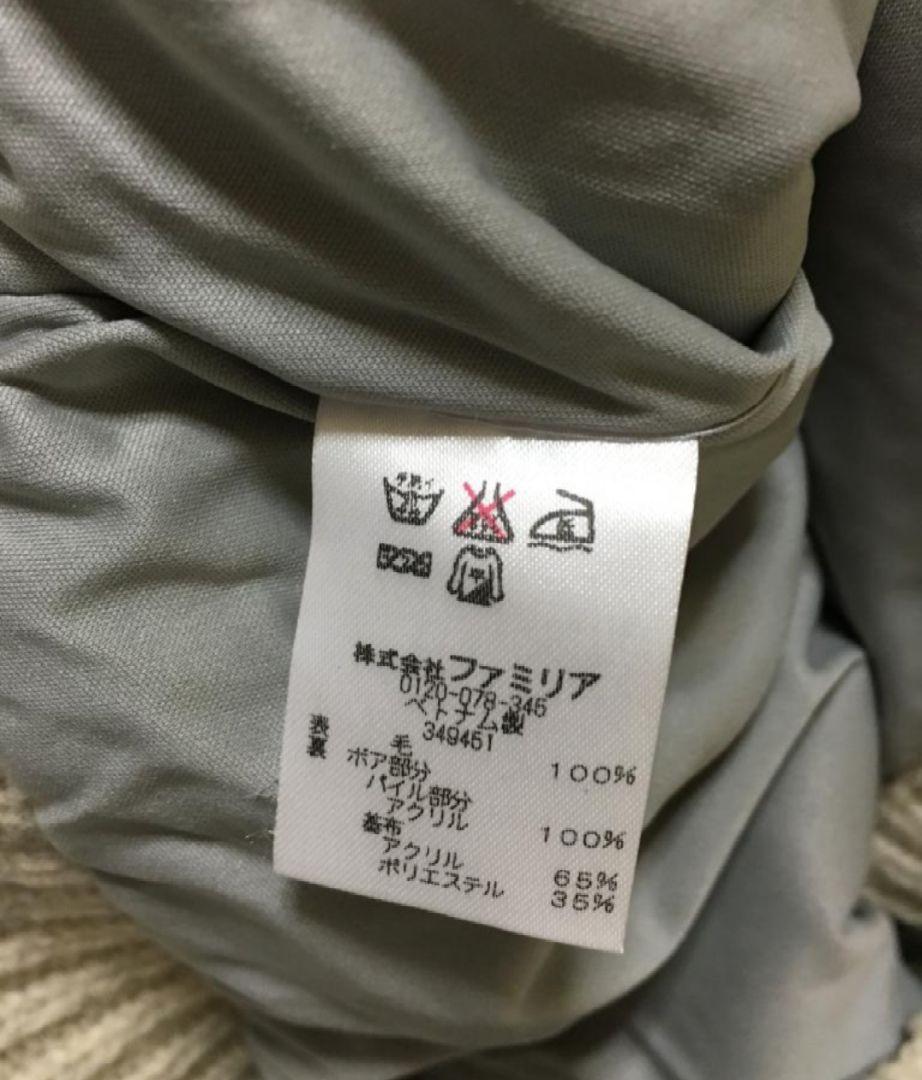 株式会社ファミリア
0120-078-345
ベトナム製
349451
表 毛 100%
裏 ボア部分
パイル部分
アクリル 100%
基布
アクリル 65%
ポリエステル 35%